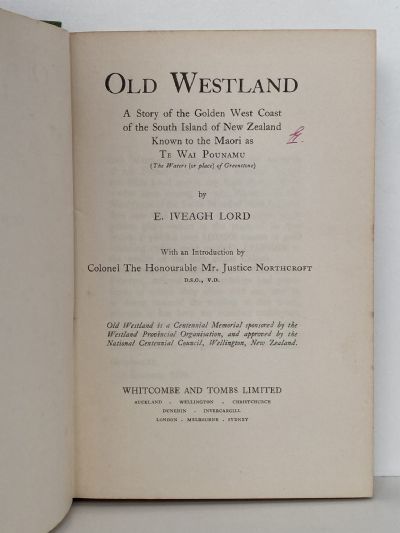 OLD WESTLAND
A Story of the Golden West Coast
of the South Island of New Zealand
Known to the Maori as
TE WAI POUNAMU
(The Waters (or place) of Greenstone)
by
E. IVEAGH LORD
With an Introduction by
Colonel The Honourable Mr. Justice NORTHCROFT
D.S.O., V.D.
Old Westland is a Centennial Memorial sponsored by the
Westland Provincial Organisation, and approved by the
National Centennial Council, Wellington, New Zealand.
WHITCOMBE AND TOMBS LIMITED
AUCKLAND - WELLINGTON - CHRISTCHURCH
DUNEDIN - INVERCARGILL
LONDON - MELBOURNE - SYDNEY